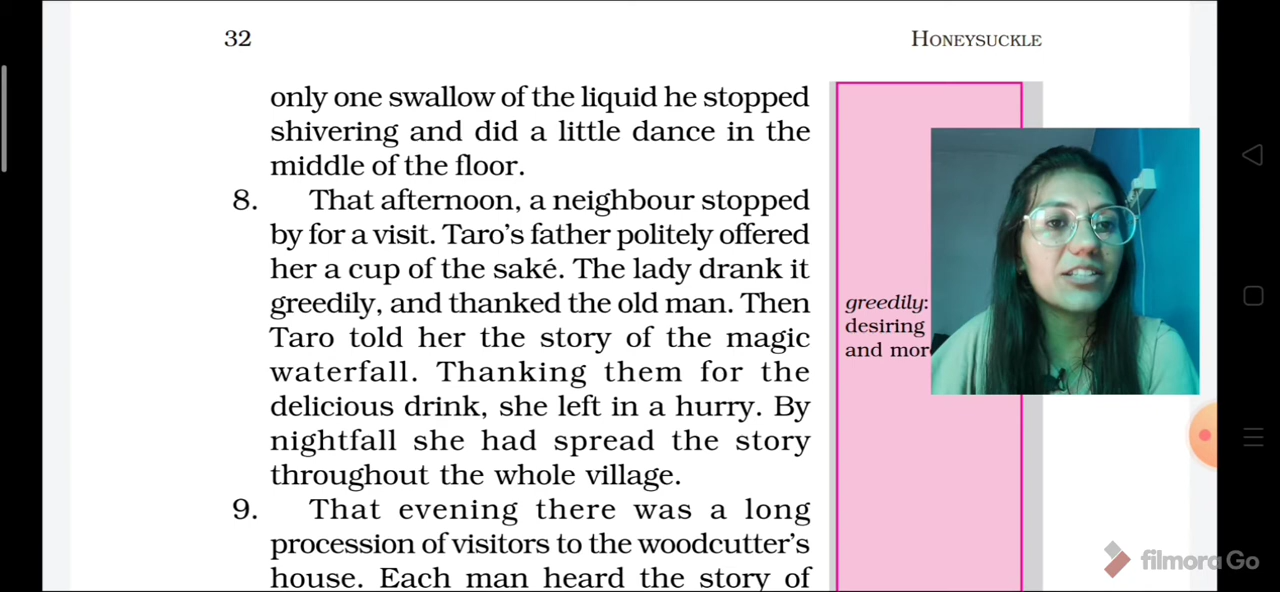 32
HONEYSUCKLE
only one swallow of the liquid he stopped
shivering and did a little dance in the
middle of the floor.
8. That afternoon, a neighbour stopped
by for a visit. Taro's father politely offered
her a cup of the saké. The lady drank it
greedily, and thanked the old man. Then
Taro told her the story of the magic
waterfall. Thanking them for the
delicious drink, she left in a hurry. By
nightfall she had spread the story
throughout the whole village.
9. That evening there was a long
procession of visitors to the woodcutter's
house. Each man heard the story of
greedily:
desiring
and
filmoraGo